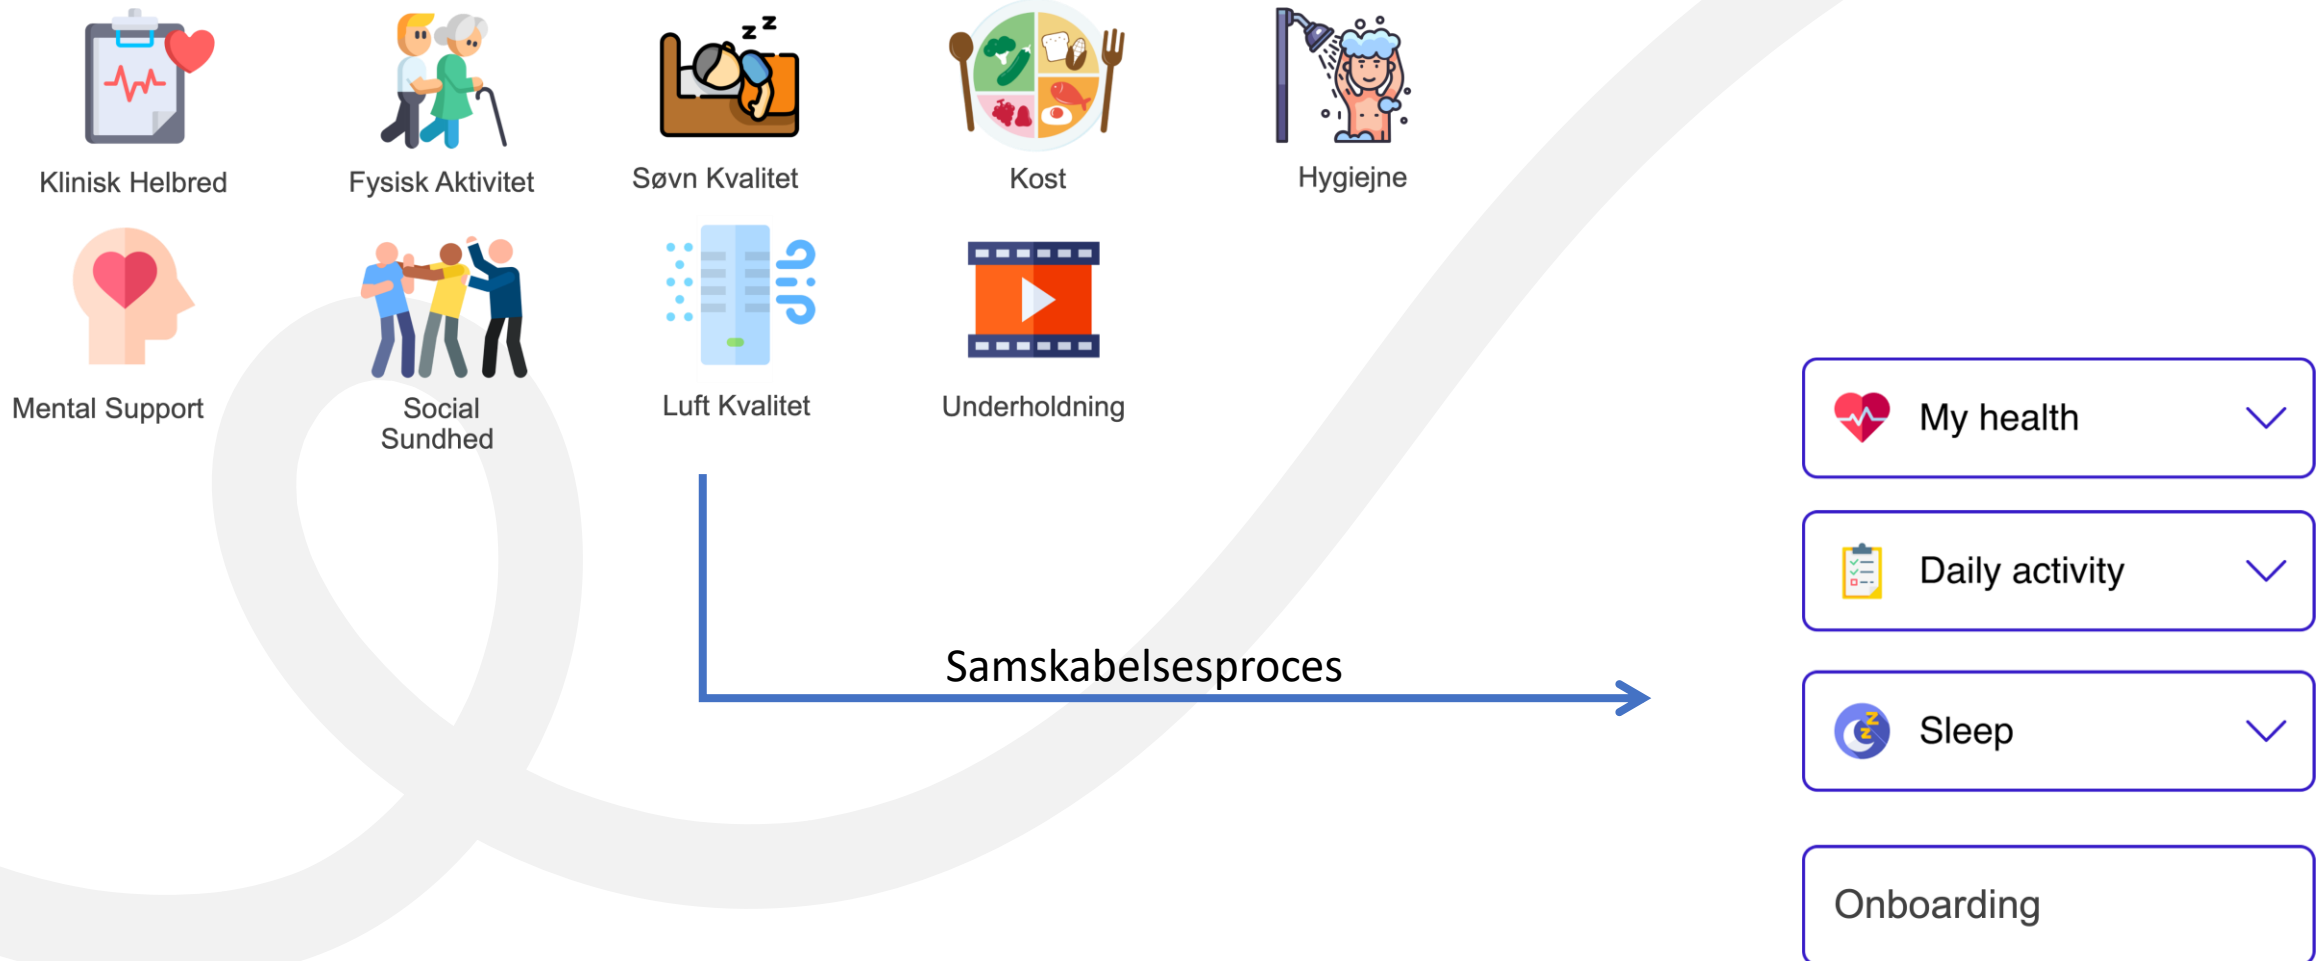 Klinisk Helbred
Fysisk Aktivitet
Søvn Kvalitet
Kost
Hygiejne
Mental Support
Social
Sundhed
Luft Kvalitet
Underholdning
Samskabelsesproces
My health
Daily activity
Sleep
Onboarding